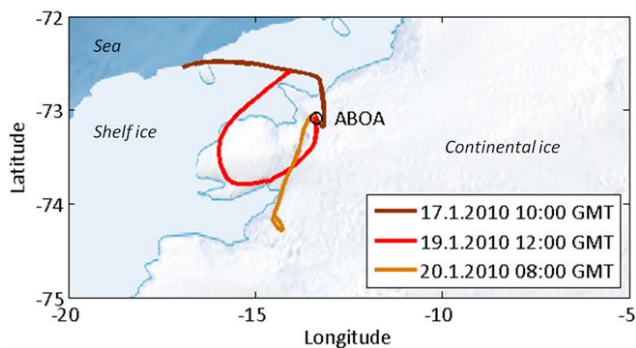 -72
Sea
-73
ABOA
Shelf ice
Continental ice
Latitude
-74
17.1.2010 10:00 GMT
19.1.2010 12:00 GMT
20.1.2010 08:00 GMT
-75
-20 -15 -10 -5
Longitude